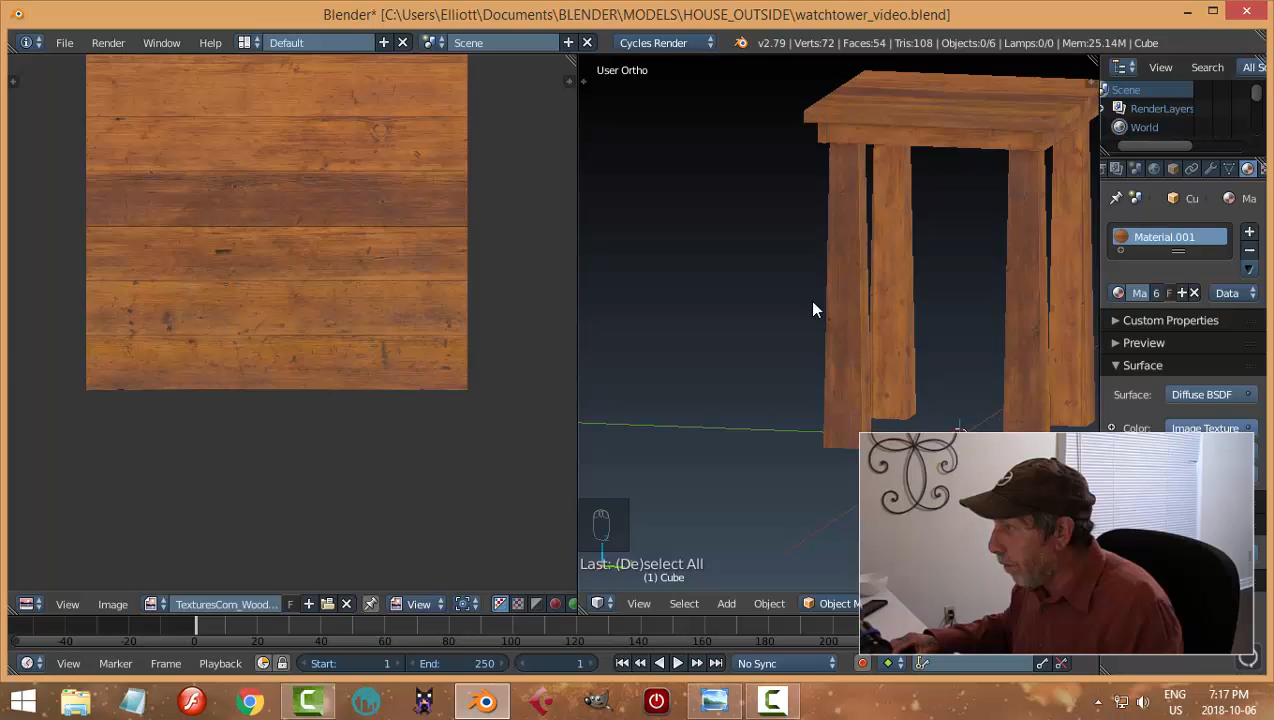 Blender* [C:\Users\Elliott\Documents\BLENDER\MODELS\HOUSE_OUTSIDE\watchtower_video.blend]
File Render Window Help Default Scene Cycles Render v2.79 | Verts:72 | Faces:54 | Tris:108 | Objects:0/6 | Lamps:0/0 | Mem:25.14M | Cube
User Ortho
View Search All S
Scene
RenderLayers
World
Cu Ma
Material.001
Ma 6 F Data
Custom Properties
Preview
Surface
Surface: Diffuse BSDF
Color: Image Texture
Last: (De)select All
(1) Cube
View Image TexturesCom_Wood... F View
View Select Add Object Object M
-40 -20 0 20 40 60 80 100 120 140 160 180 200
View Marker Frame Playback Start: 1 End: 250 1 No Sync
ENG 7:17 PM
US 2018-10-06